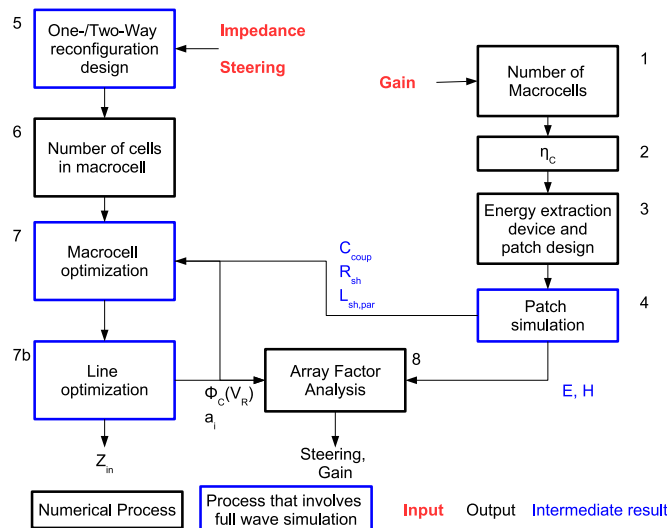 5
One-/Two-Way
reconfiguration
design
Impedance
Steering
Gain
Number of
Macrocells
1
6
Number of cells
in macrocell
η_C
2
7
Macrocell
optimization
C_coup
R_sh
L_sh,par
Energy extraction
device and
patch design
3
Patch
simulation
4
7b
Line
optimization
Φ_C(V_R)
a_i
8
Array Factor
Analysis
E, H
Z_in
Steering,
Gain
Numerical Process
Process that involves
full wave simulation
Input
Output
Intermediate result